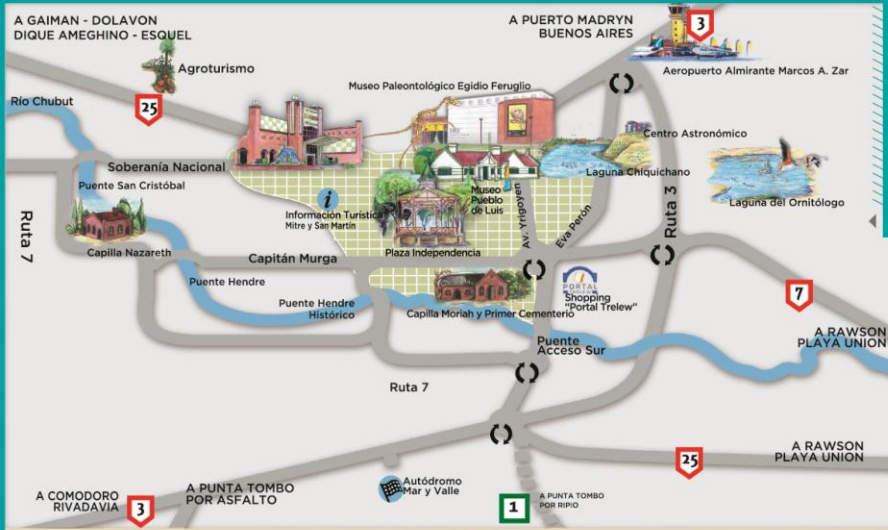 A GAIMAN - DOLAVON
DIQUE AMEGHINO - ESQUEL
A PUERTO MADRYN
BUENOS AIRES
3
Agroturismo
Aeropuerto Almirante Marcos A. Zar
Museo Paleontológico Egidio Feruglio
Río Chubut
25
Centro Astronómico
Soberanía Nacional
Laguna Chiquichano
Puente San Cristóbal
Museo
Pueblo
de Luis
Laguna del Ornitólogo
i
Información Turística
Mitre y San Martín
Av. Yrigoyen
Eva Perón
Ruta 3
Ruta 7
Capilla Nazareth
Capitán Murga
Plaza Independencia
Puente Hendre
PORTAL
Shopping
"Portal Trelew"
7
Puente Hendre
Histórico
Capilla Moriah y Primer Cementerio
Puente
Acceso Sur
A RAWSON
PLAYA UNION
Ruta 7
A RAWSON
PLAYA UNION
25
Autódromo
Mar y Valle
A COMODORO
RIVADAVIA
3
A PUNTA TOMBO
POR ASFALTO
1
A PUNTA TOMBO
POR RIPIO